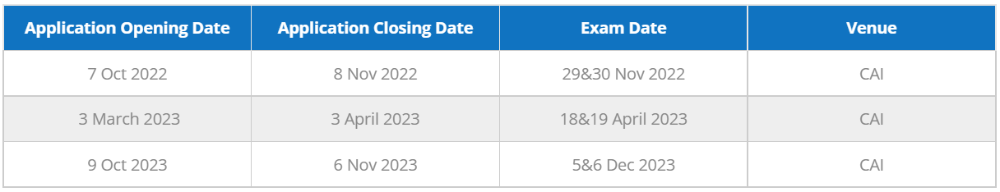 Application Opening Date Application Closing Date Exam Date Venue
7 Oct 2022 8 Nov 2022 29&30 Nov 2022 CAI
3 March 2023 3 April 2023 18&19 April 2023 CAI
9 Oct 2023 6 Nov 2023 5&6 Dec 2023 CAI